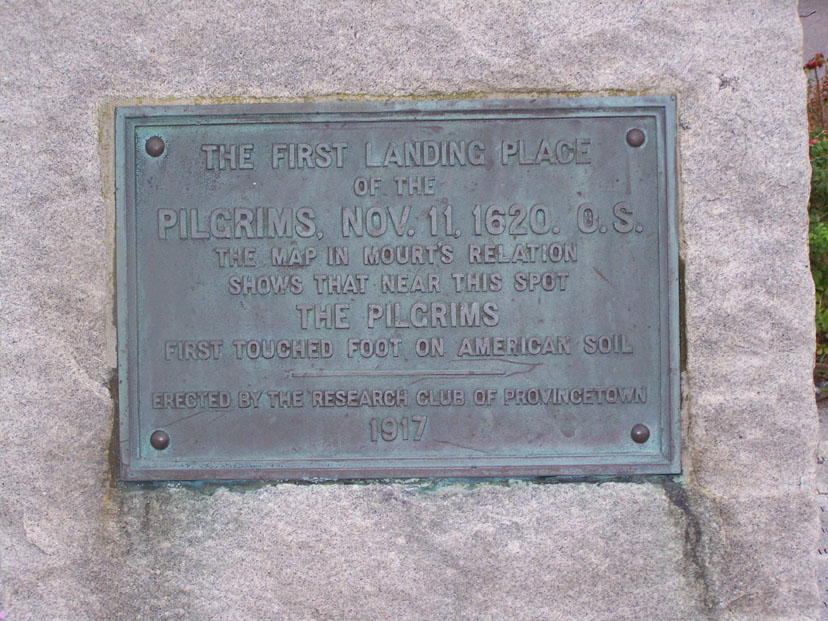 THE FIRST LANDING PLACE
OF THE
PILGRIMS, NOV. 11, 1620. O.S.
THE MAP IN MOURT'S RELATION
SHOWS THAT NEAR THIS SPOT
THE PILGRIMS
FIRST TOUCHED FOOT ON AMERICAN SOIL
ERECTED BY THE RESEARCH CLUB OF PROVINCETOWN
1917